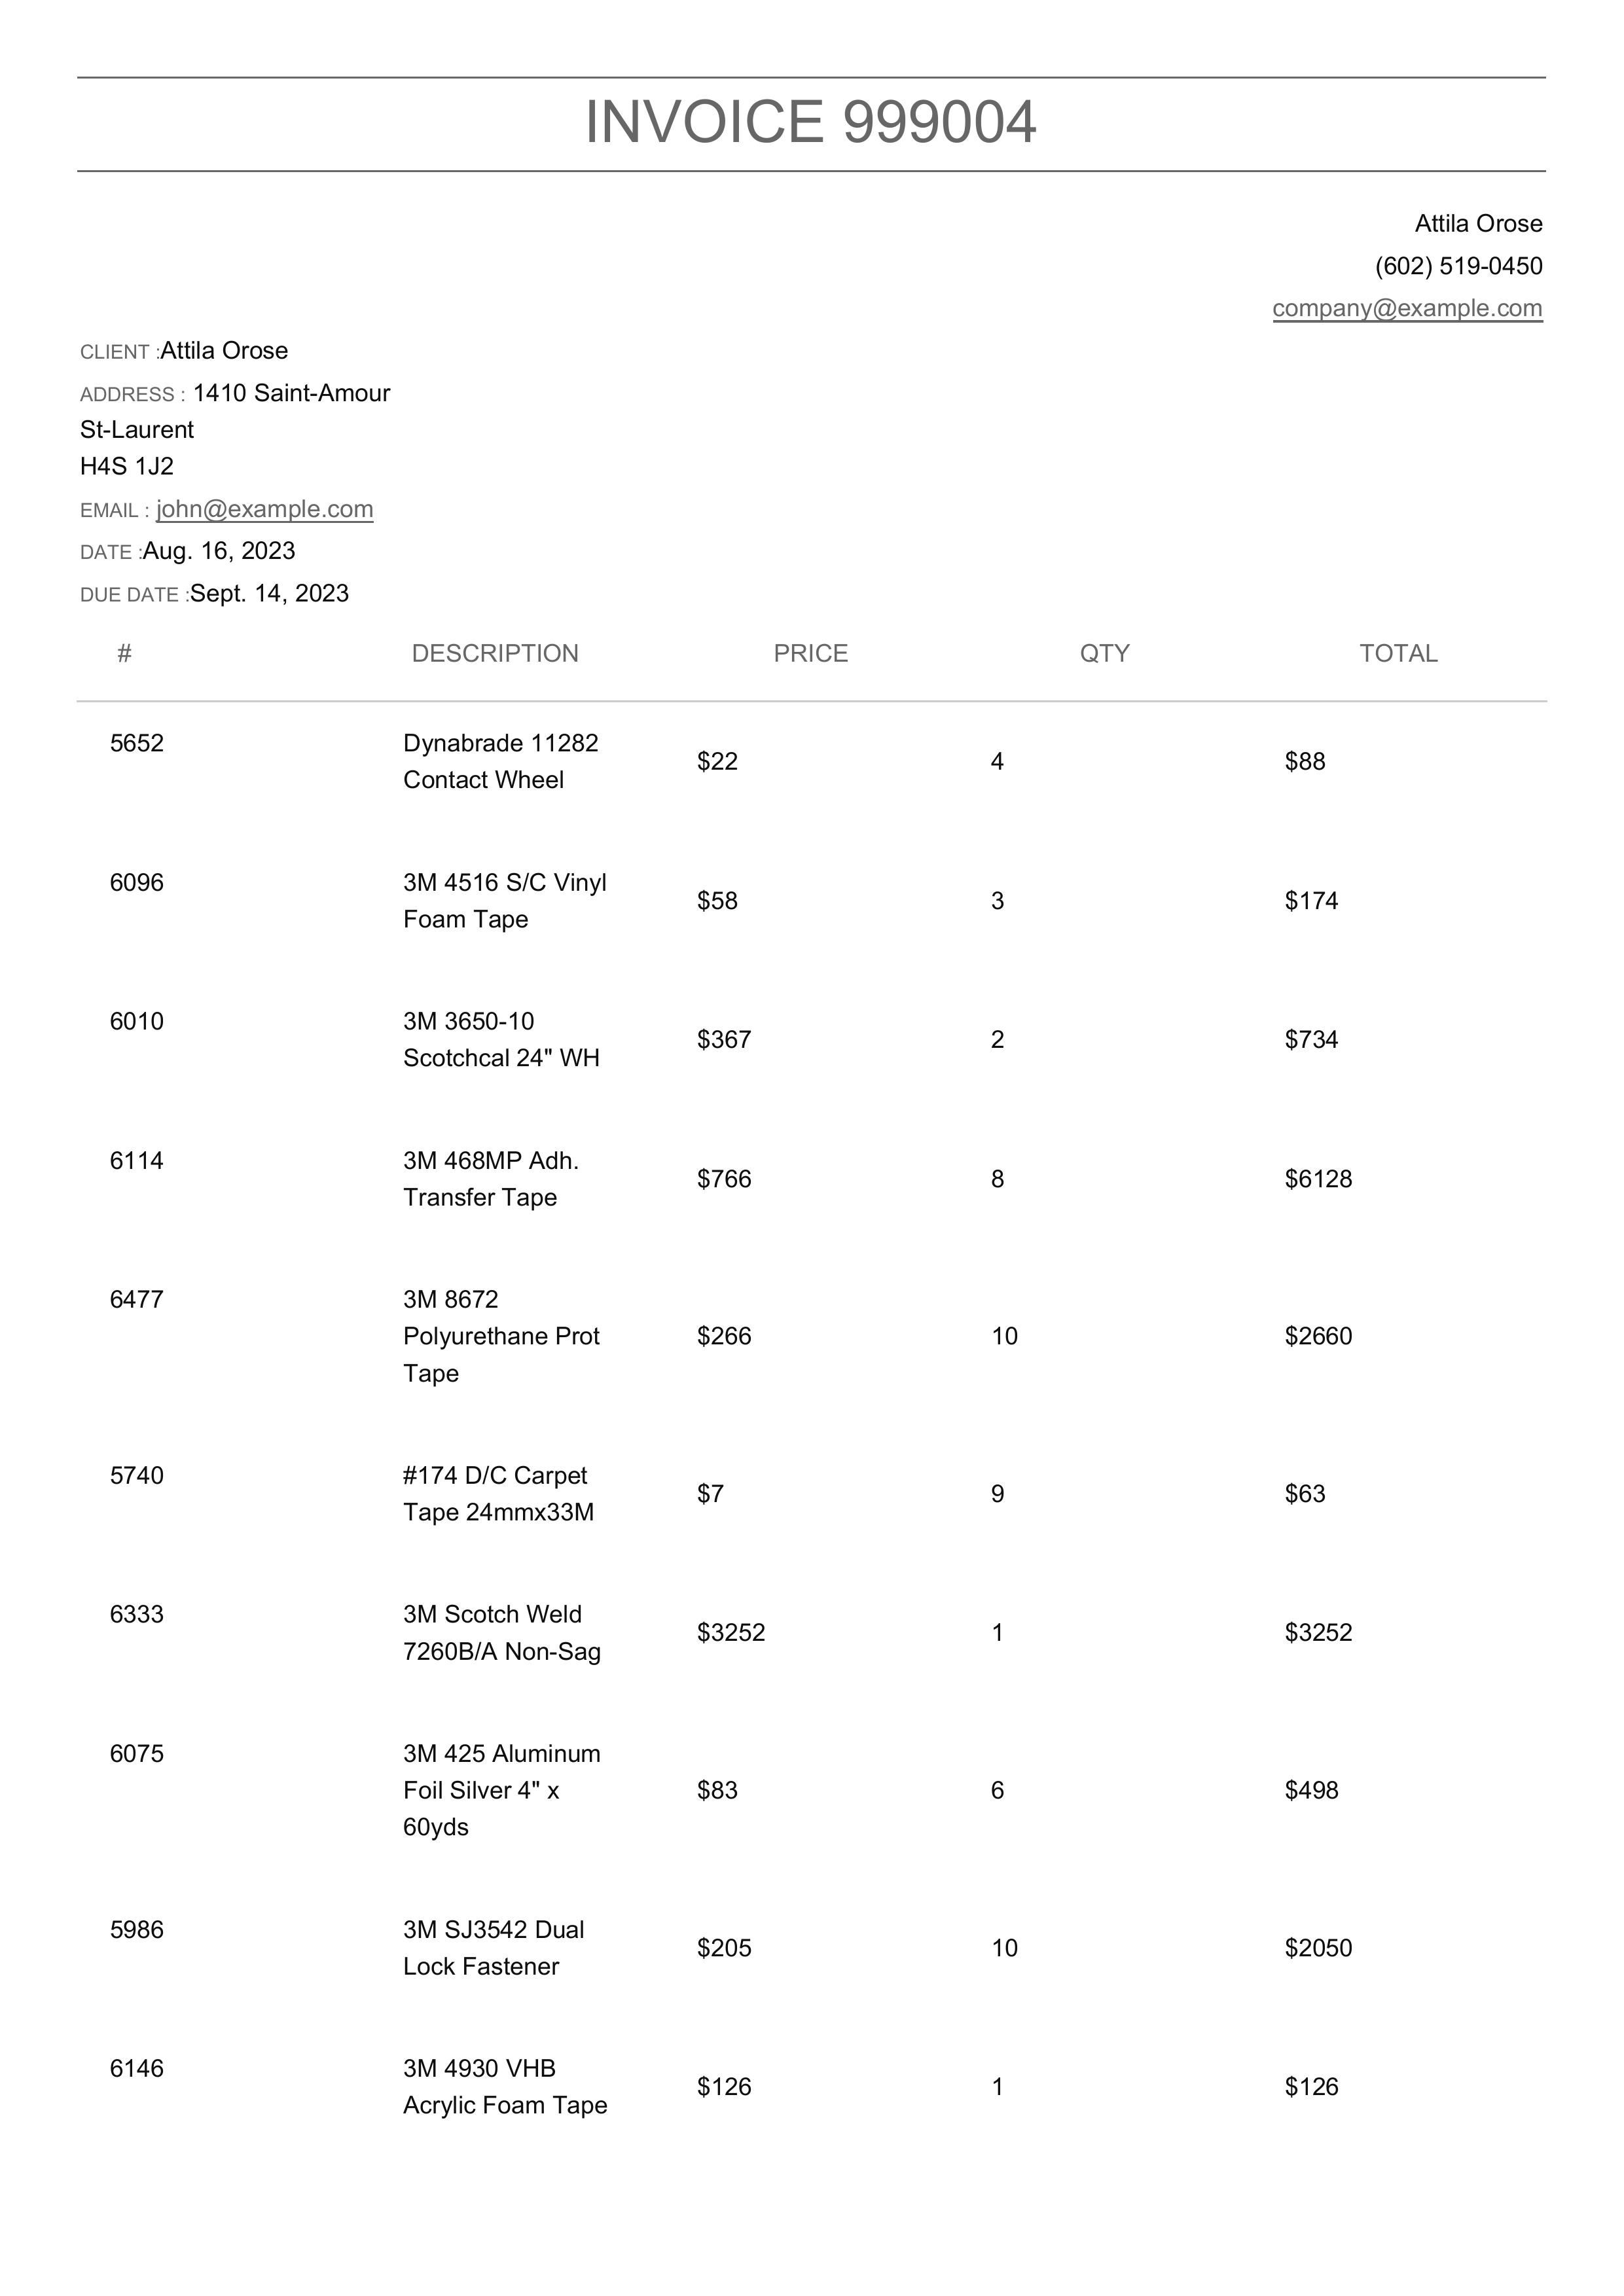 INVOICE 999004
Attila Orose
(602) 519-0450
company@example.com
CLIENT :Attila Orose
ADDRESS : 1410 Saint-Amour
St-Laurent
H4S 1J2
EMAIL : john@example.com
DATE :Aug. 16, 2023
DUE DATE :Sept. 14, 2023
# DESCRIPTION PRICE QTY TOTAL
5652 Dynabrade 11282
Contact Wheel $22 4 $88
6096 3M 4516 S/C Vinyl
Foam Tape $58 3 $174
6010 3M 3650-10
Scotchcal 24" WH $367 2 $734
6114 3M 468MP Adh.
Transfer Tape $766 8 $6128
6477 3M 8672
Polyurethane Prot $266 10 $2660
Tape
5740 #174 D/C Carpet
Tape 24mmx33M $7 9 $63
6333 3M Scotch Weld
7260B/A Non-Sag $3252 1 $3252
6075 3M 425 Aluminum
Foil Silver 4" x $83 6 $498
60yds
5986 3M SJ3542 Dual
Lock Fastener $205 10 $2050
6146 3M 4930 VHB
Acrylic Foam Tape $126 1 $126